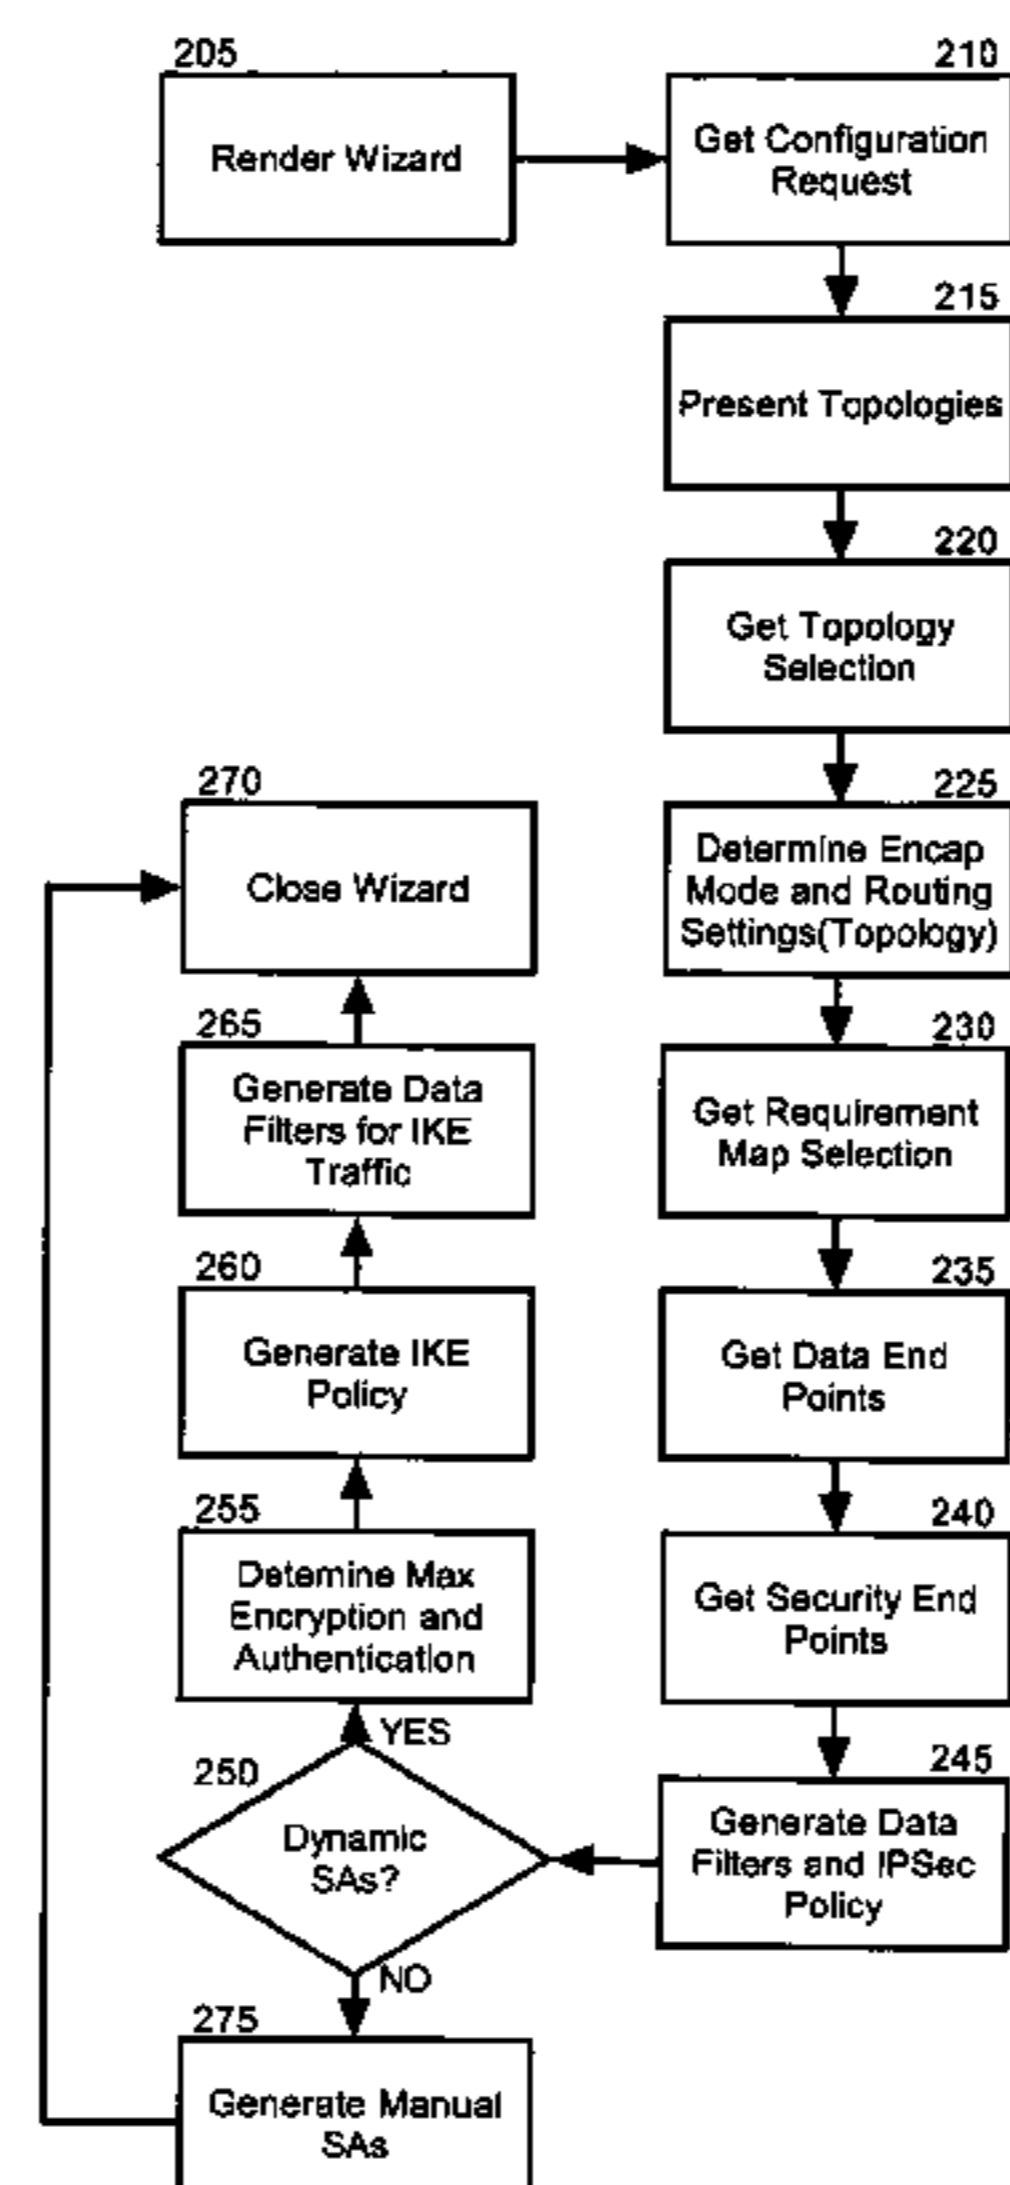 205
Render Wizard
210
Get Configuration
Request
215
Present Topologies
220
Get Topology
Selection
225
Determine Encap
Mode and Routing
Settings(Topology)
230
Get Requirement
Map Selection
235
Get Data End
Points
240
Get Security End
Points
245
Generate Data
Filters and IPSec
Policy
250
Dynamic
SAs?
YES
255
Detemine Max
Encryption and
Authentication
260
Generate IKE
Policy
265
Generate Data
Filters for IKE
Traffic
270
Close Wizard
NO
275
Generate Manual
SAs